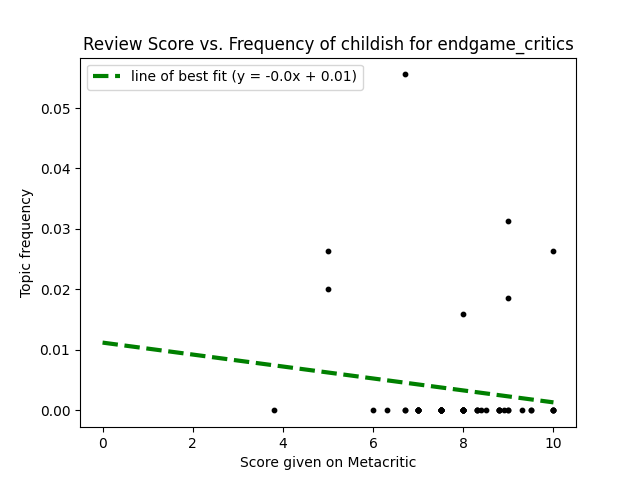 Review Score vs. Frequency of childish for endgame_critics
line of best fit (y = -0.0x + 0.01)
Topic frequency
0.05
0.04
0.03
0.02
0.01
0.00
0 2 4 6 8 10
Score given on Metacritic